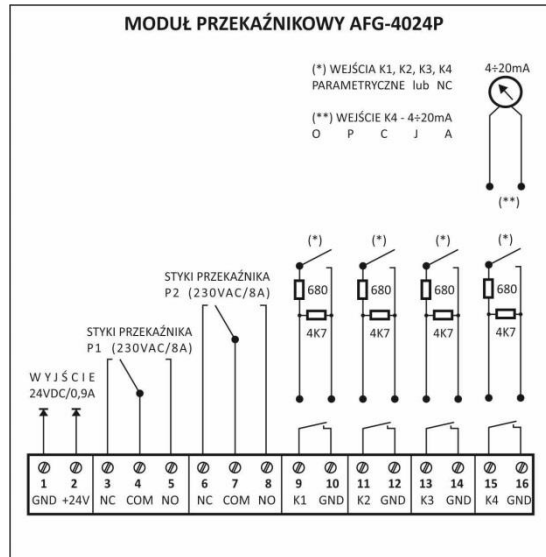 MODUŁ PRZEKAŹNIKOWY AFG-4024P
(*) WEJŚCIA K1, K2, K3, K4
PARAMETRYCZNE lub NC
4÷20mA
(**) WEJŚCIE K4 - 4÷20mA
O P C J A
(**)
(*) (*) (*) (*)
STYKI PRZEKAŹNIKA
P2 (230VAC/8A)
680 680 680 680
STYKI PRZEKAŹNIKA
P1 (230VAC/8A)
4K7 4K7 4K7 4K7
W Y J Ś C I E
24VDC/0,9A
1 2 3 4 5 6 7 8 9 10 11 12 13 14 15 16
GND +24V NC COM NO NC COM NO K1 GND K2 GND K3 GND K4 GND